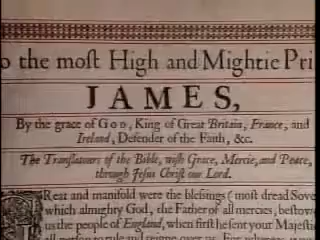 o the moſt High and Mightie Pri
JAMES,
By the grace of GOD, King of Great Britain, France, and
Ireland, Defender of the Faith, &c.
The Tranſlatours of the Bible, wiſh Grace, Mercie, and Peace,
through Jeſus Chriſt our Lord.
Reat and manifold were the bleſſings (moſt dread Sove
which almighty God, the Father of all mercies, beſtow
us the people of England, when firſt he ſent your Majeſti